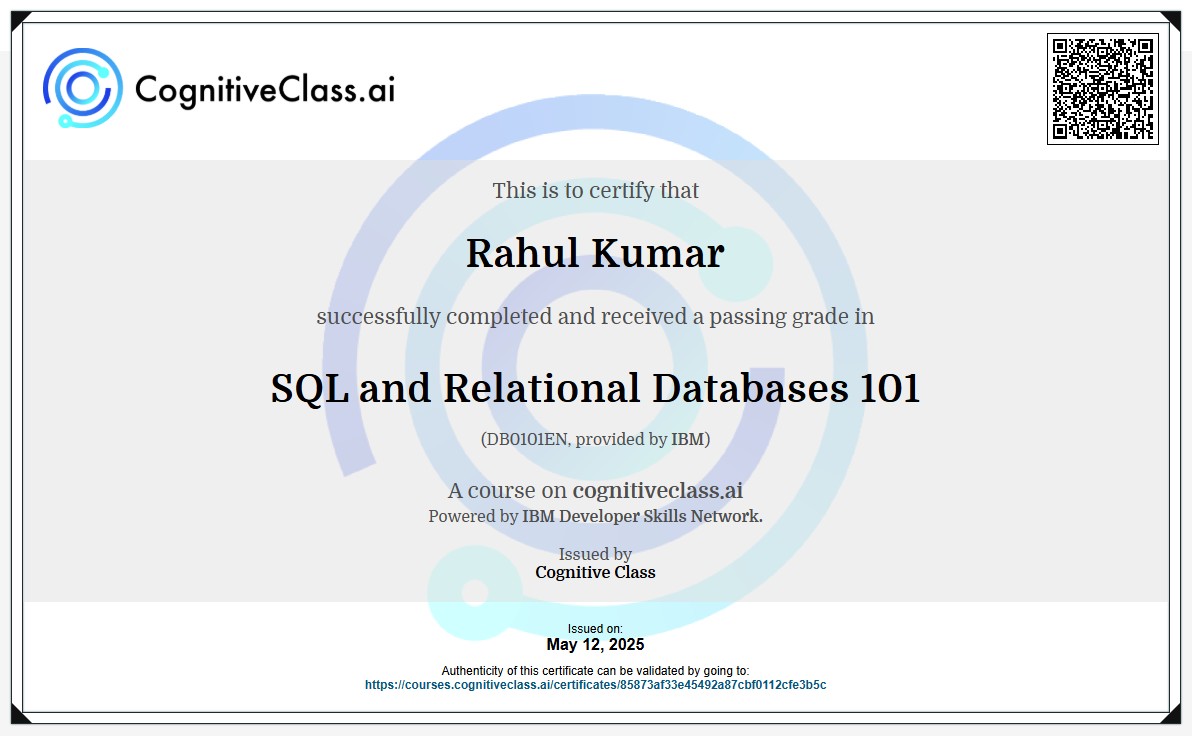 CognitiveClass.ai
This is to certify that
Rahul Kumar
successfully completed and received a passing grade in
SQL and Relational Databases 101
(DB0101EN, provided by IBM)
A course on cognitiveclass.ai
Powered by IBM Developer Skills Network.
Issued by
Cognitive Class
Issued on:
May 12, 2025
Authenticity of this certificate can be validated by going to:
https://courses.cognitiveclass.ai/certificates/85873af33e45492a87cbf0112cfe3b5c